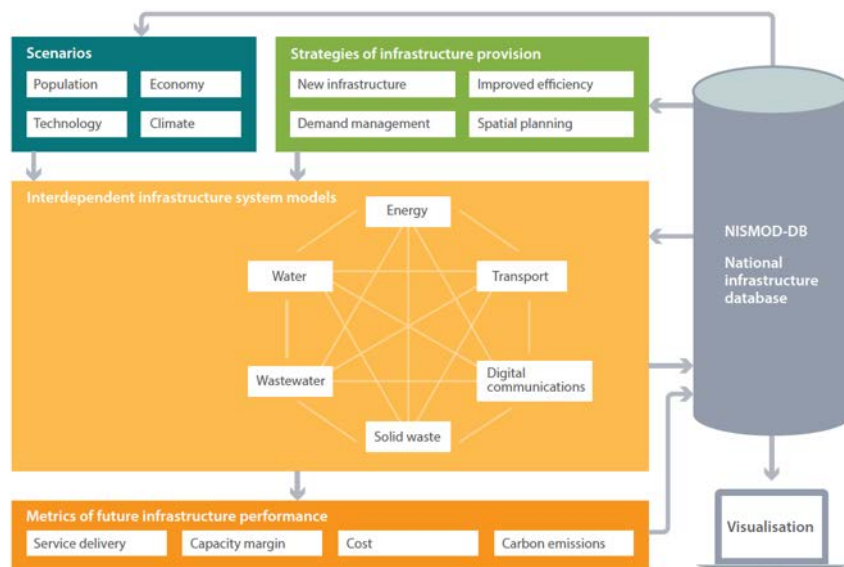 Scenarios
Population
Economy
Technology
Climate
Strategies of infrastructure provision
New infrastructure
Improved efficiency
Demand management
Spatial planning
Interdependent infrastructure system models
Energy
Water
Transport
Wastewater
Digital
communications
Solid waste
NISMOD-DB
National
infrastructure
database
Metrics of future infrastructure performance
Service delivery
Capacity margin
Cost
Carbon emissions
Visualisation